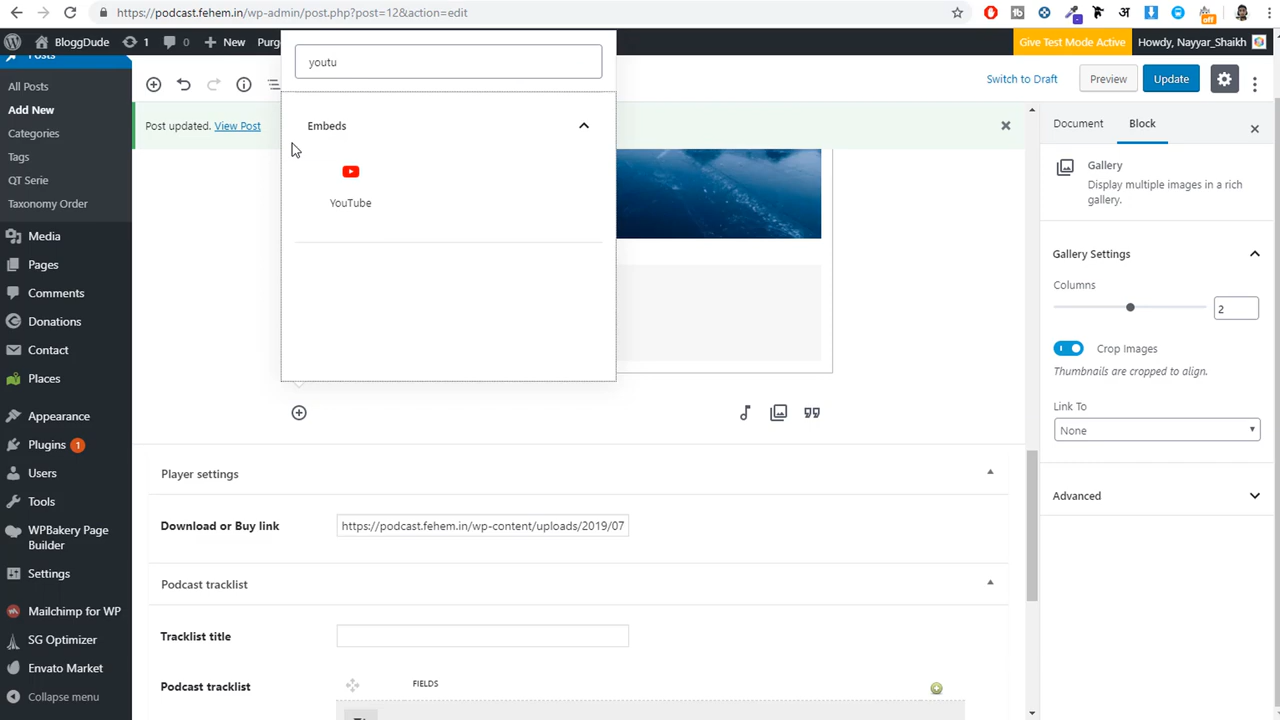 https://podcast.fehem.in/wp-admin/post.php?post=12&action=edit
BloggDude
1
0
New
Purg
Give Test Mode Active
Howdy, Nayyar_Shaikh
Posts
All Posts
Add New
Categories
Tags
QT Serie
Taxonomy Order
Media
Pages
Comments
Donations
Contact
Places
Appearance
Plugins 1
Users
Tools
WPBakery Page
Builder
Settings
Mailchimp for WP
SG Optimizer
Envato Market
Collapse menu
youtu
Embeds
YouTube
Switch to Draft
Preview
Update
Post updated. View Post
Player settings
Download or Buy link
https://podcast.fehem.in/wp-content/uploads/2019/07
Podcast tracklist
Tracklist title
Podcast tracklist
FIELDS
Document
Block
Gallery
Display multiple images in a rich
gallery.
Gallery Settings
Columns
2
Crop Images
Thumbnails are cropped to align.
Link To
None
Advanced